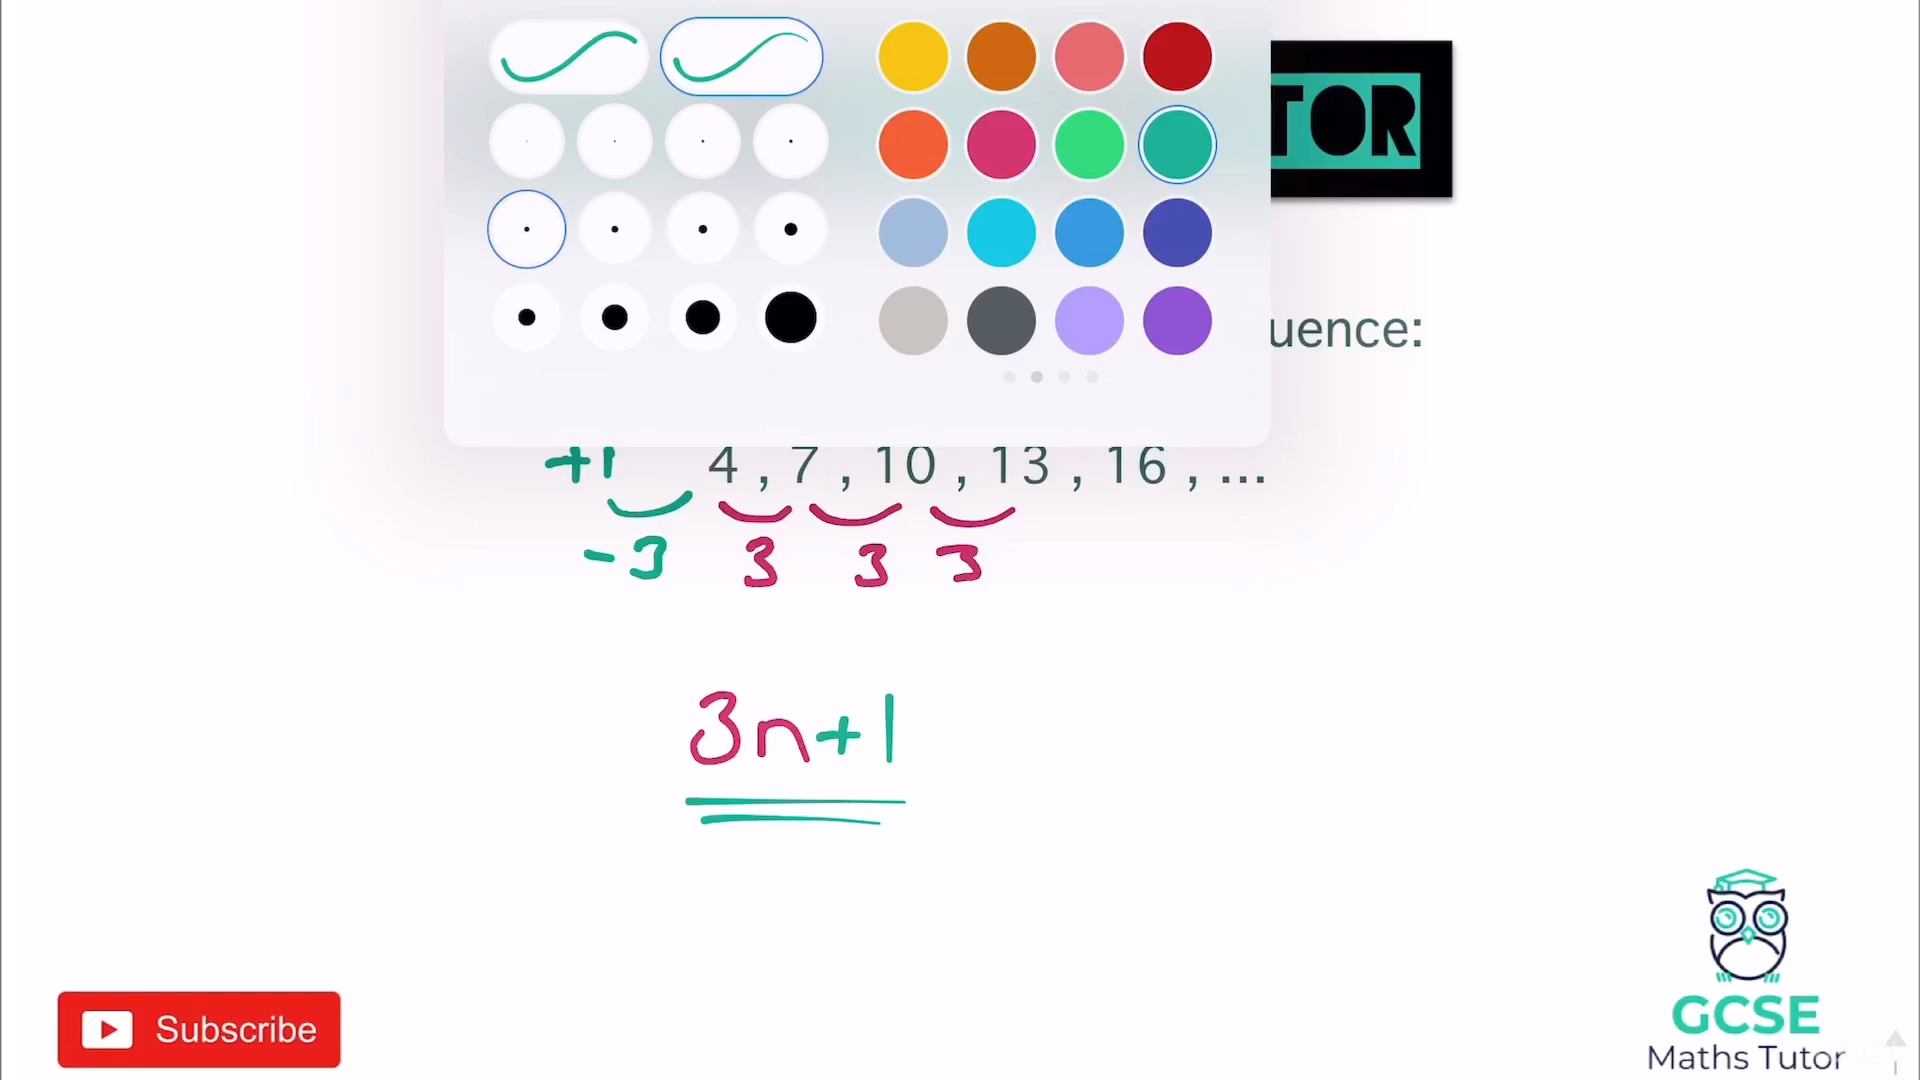 TOR
uence:
+1 4 , 7 , 10 , 13 , 16 , ...
-3 3 3 3
3n+1
Subscribe
GCSE
Maths Tutor